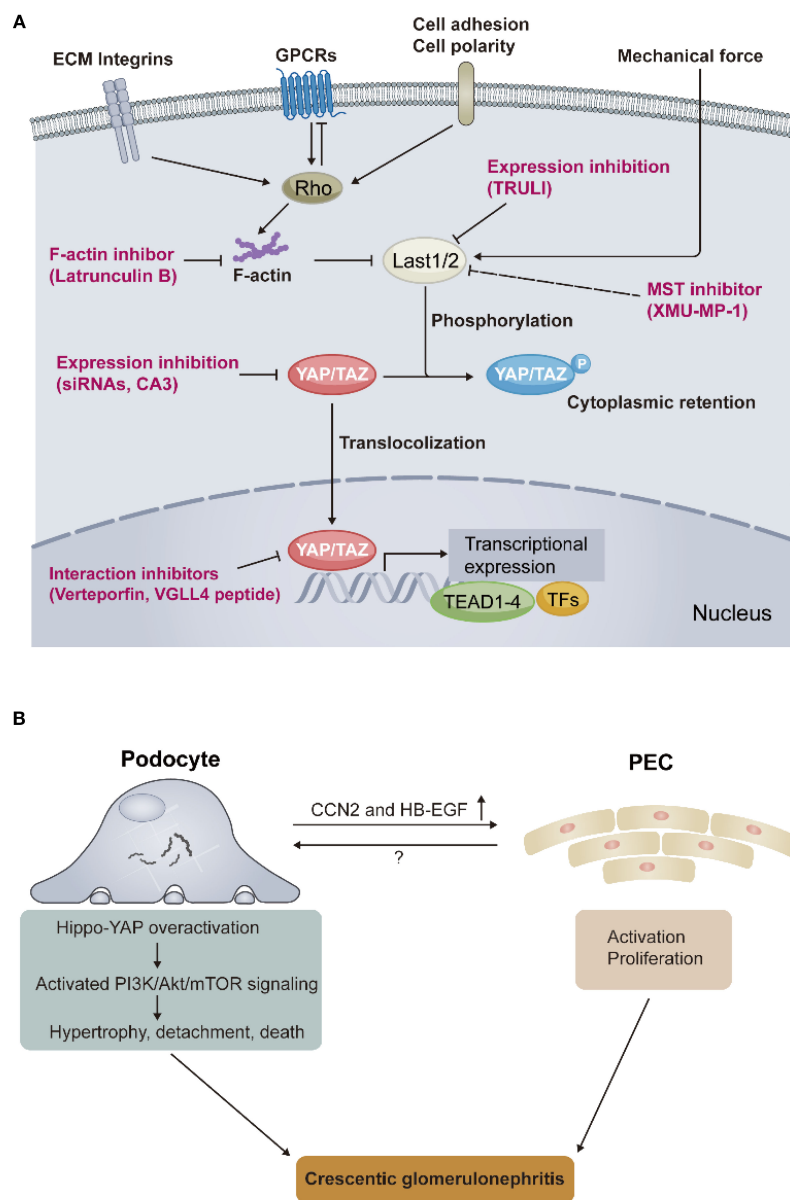 A
ECM Integrins
GPCRs
Cell adhesion
Cell polarity
Mechanical force
Rho
Expression inhibition
(TRULI)
F-actin inhibor
(Latrunculin B)
F-actin
Last1/2
MST inhibitor
(XMU-MP-1)
Phosphorylation
Expression inhibition
(siRNAs, CA3)
YAP/TAZ
YAP/TAZ
P
Cytoplasmic retention
Translocolization
YAP/TAZ
Transcriptional
expression
Interaction inhibitors
(Verteporfin, VGLL4 peptide)
TEAD1-4
TFs
Nucleus
B
Podocyte
PEC
CCN2 and HB-EGF
?
Hippo-YAP overactivation
Activated PI3K/Akt/mTOR signaling
Hypertrophy, detachment, death
Activation
Proliferation
Crescentic glomerulonephritis